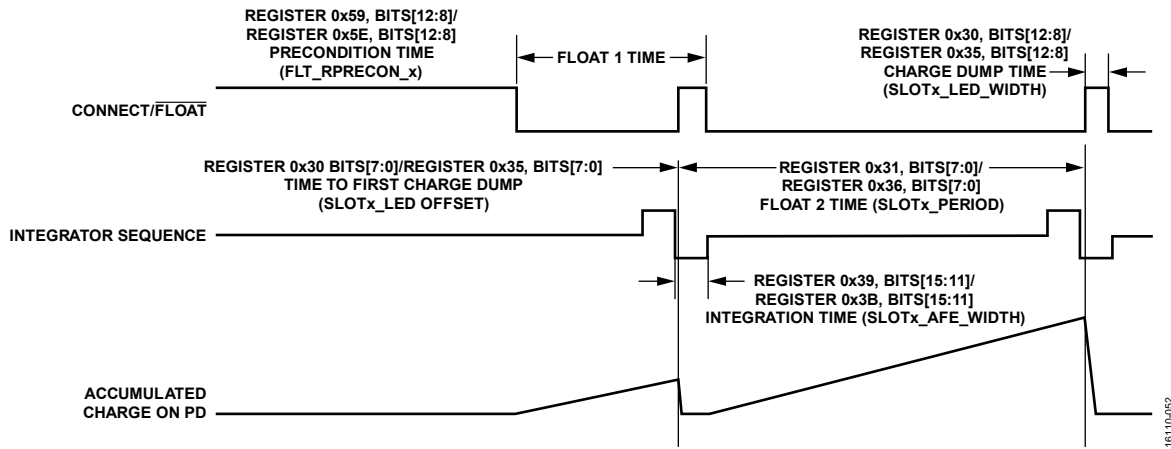 REGISTER 0x59, BITS[12:8]/
REGISTER 0x5E, BITS[12:8]
PRECONDITION TIME
(FLT_RPRECON_x)
FLOAT 1 TIME
REGISTER 0x30, BITS[12:8]/
REGISTER 0x35, BITS[12:8]
CHARGE DUMP TIME
(SLOTx_LED_WIDTH)
CONNECT/FLOAT
REGISTER 0x30 BITS[7:0]/REGISTER 0x35, BITS[7:0]
TIME TO FIRST CHARGE DUMP
(SLOTx_LED OFFSET)
REGISTER 0x31, BITS[7:0]/
REGISTER 0x36, BITS[7:0]
FLOAT 2 TIME (SLOTx_PERIOD)
INTEGRATOR SEQUENCE
REGISTER 0x39, BITS[15:11]/
REGISTER 0x3B, BITS[15:11]
INTEGRATION TIME (SLOTx_AFE_WIDTH)
ACCUMULATED
CHARGE ON PD
16110-052